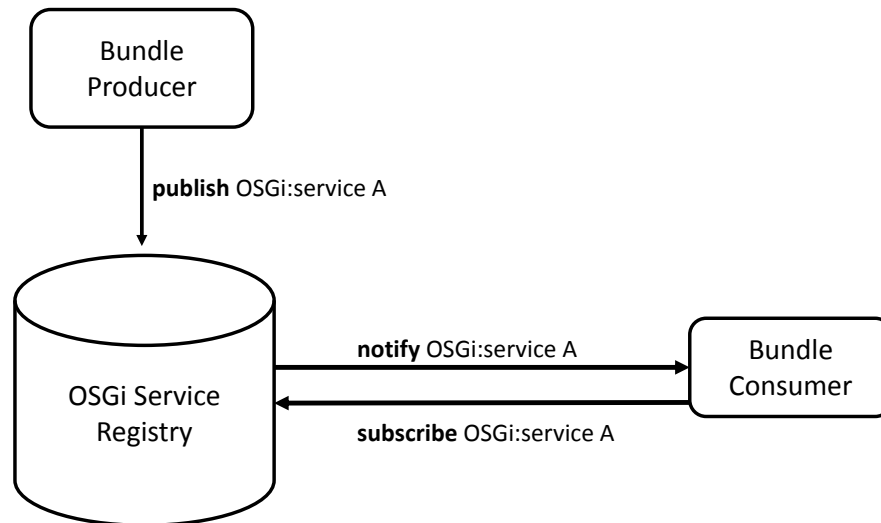 Bundle
Producer
publish OSGi:service A
notify OSGi:service A
Bundle
Consumer
OSGi Service
Registry
subscribe OSGi:service A